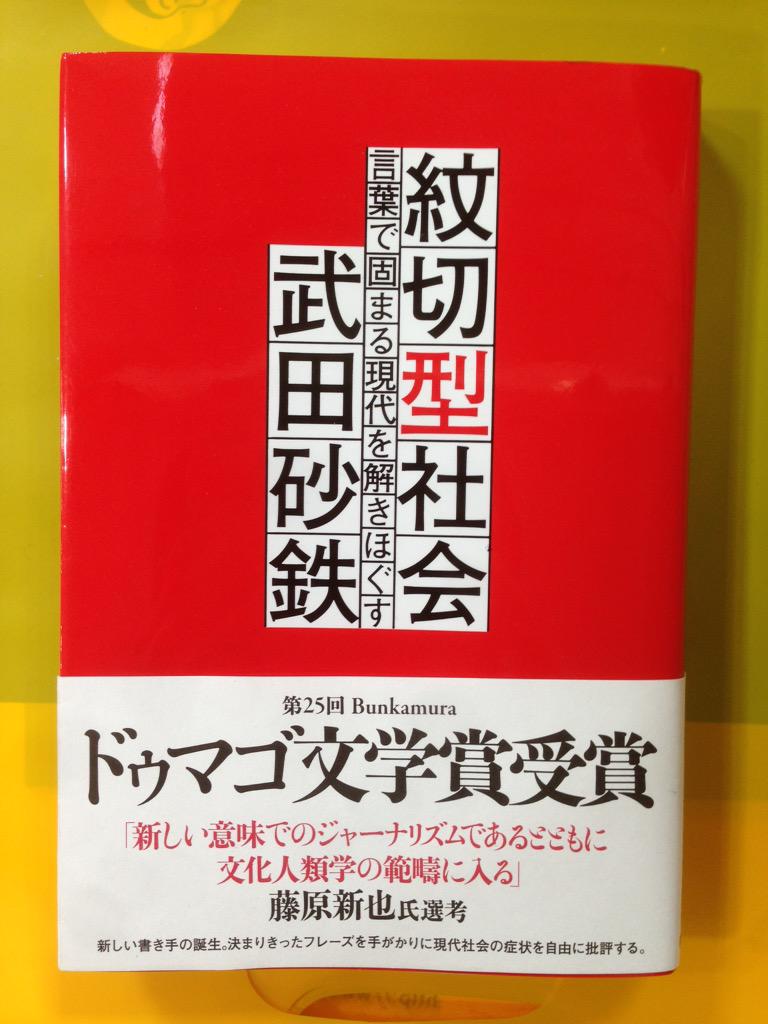 紋切型社会
言葉で固まる現代を解きほぐす
武田砂鉄
第25回 Bunkamura
ドゥマゴ文学賞受賞
「新しい意味でのジャーナリズムであるとともに
文化人類学の範疇に入る」
藤原新也氏選考
新しい書き手の誕生。決まりきったフレーズを手がかりに現代社会の症状を自由に批評する。